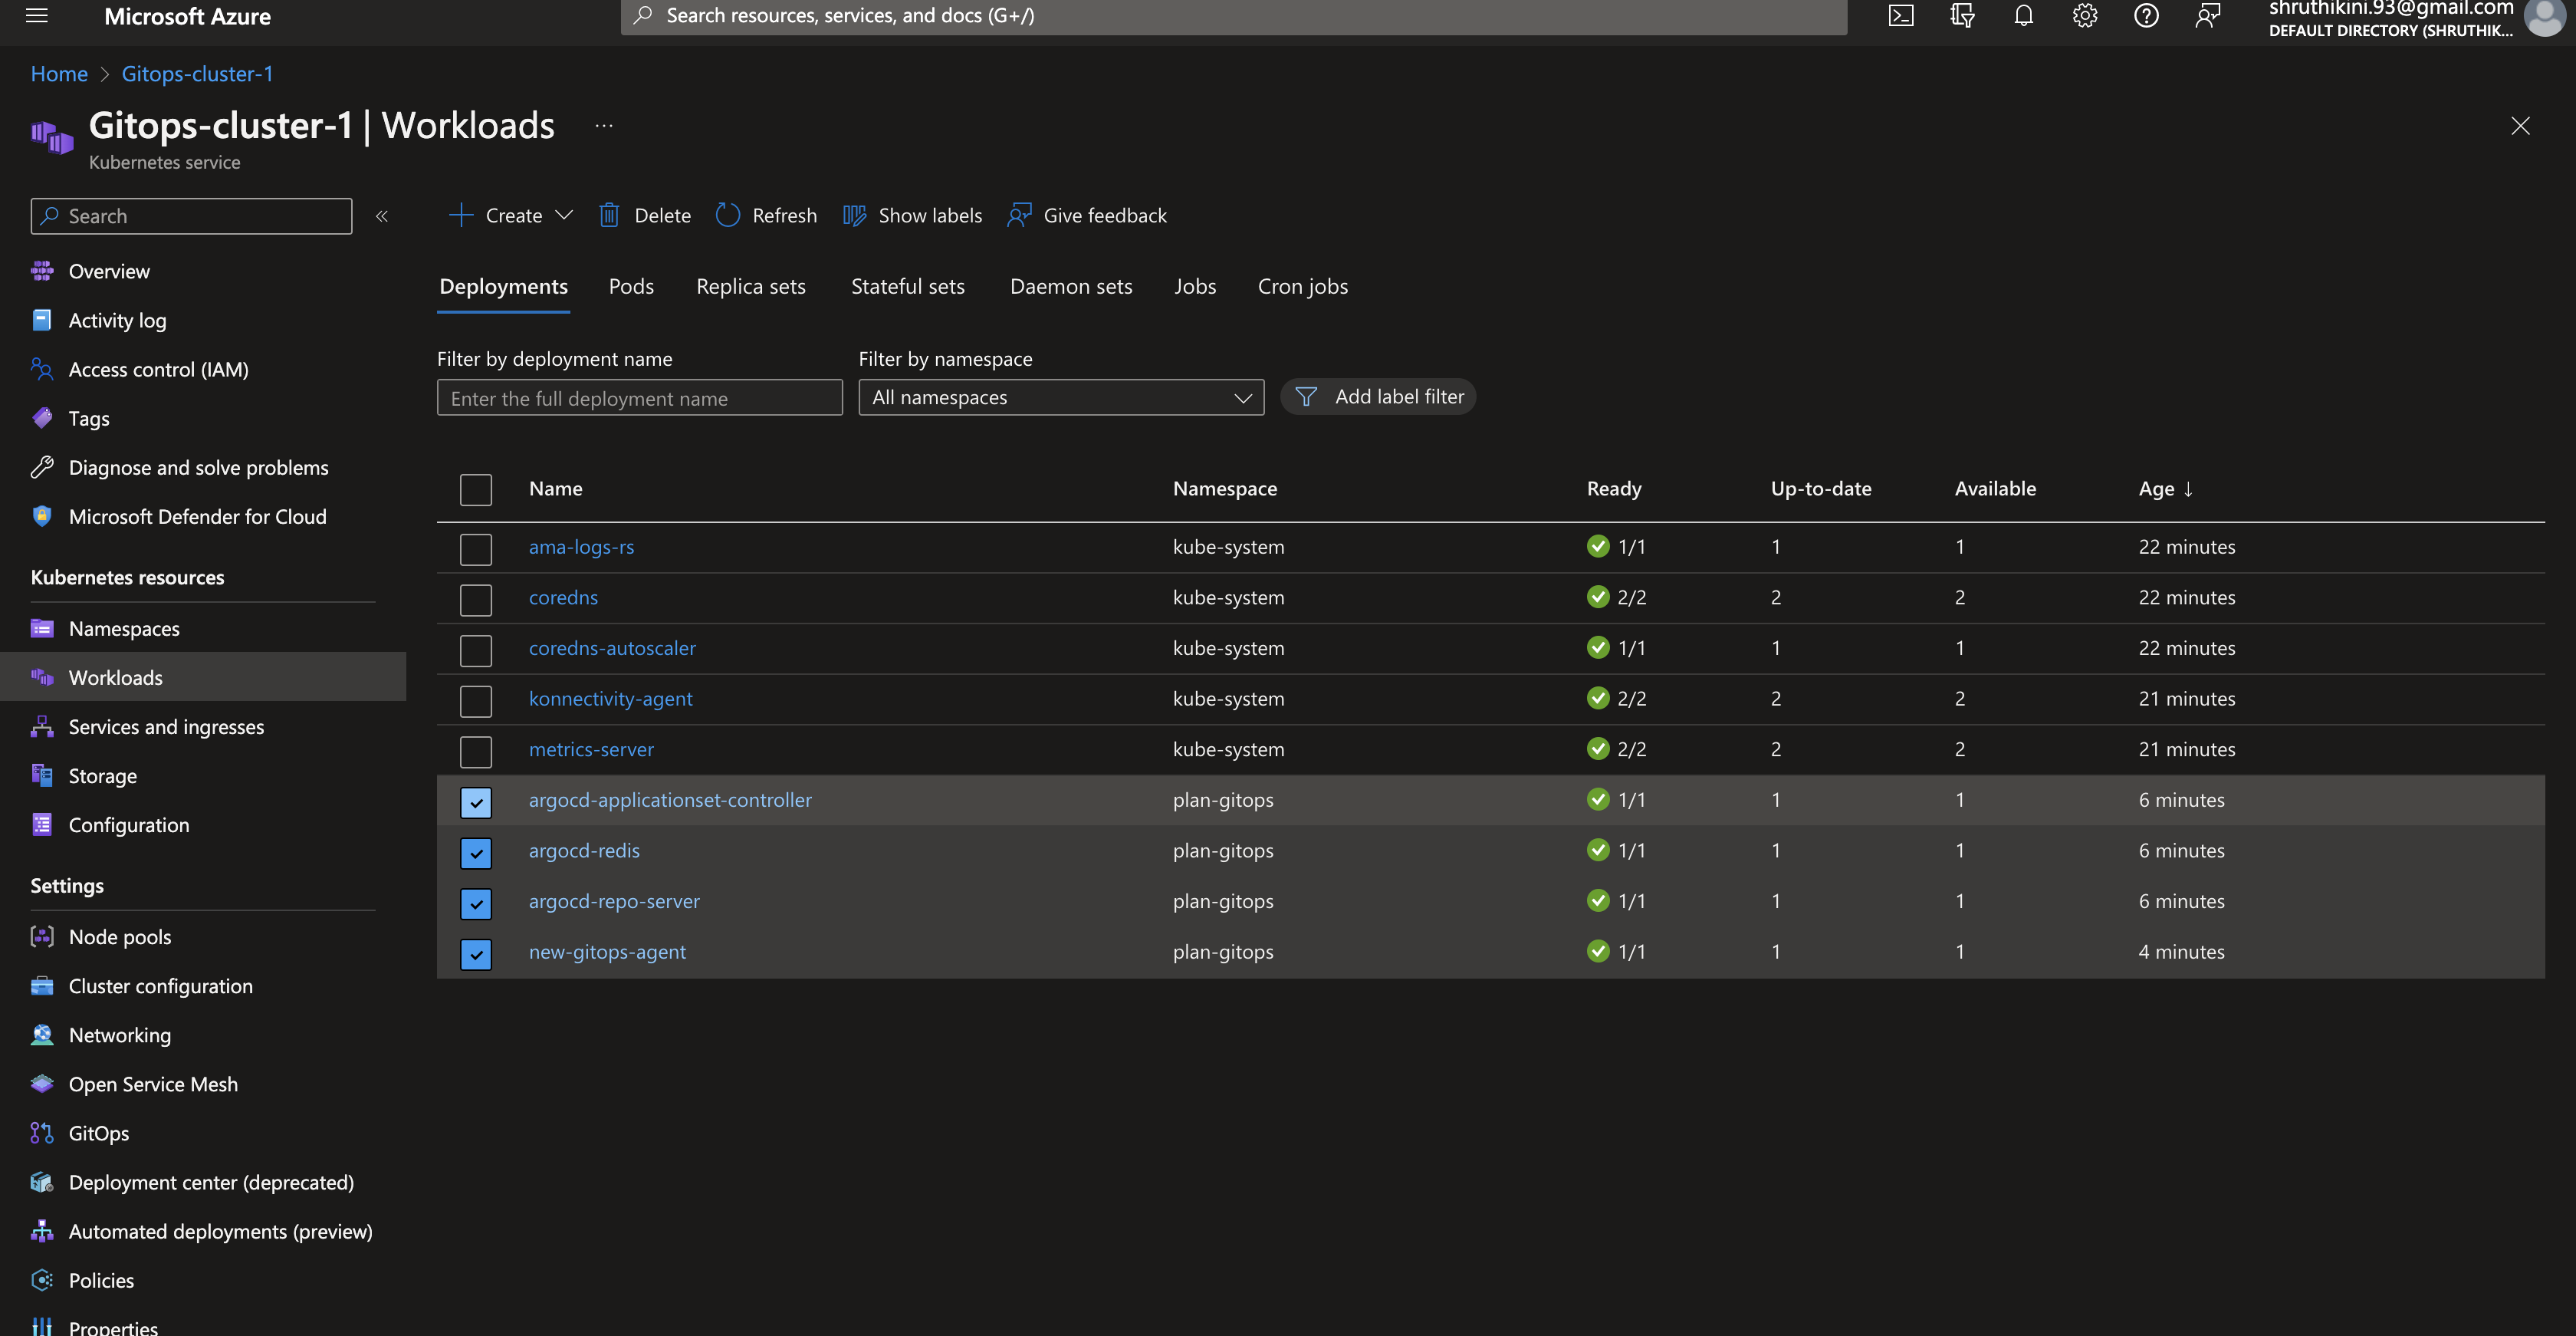 Microsoft Azure
Search resources, services, and docs (G+/)
shruthikini.93@gmail.com
DEFAULT DIRECTORY (SHRUTHIK...
Home > Gitops-cluster-1
Gitops-cluster-1 | Workloads ...
Kubernetes service
Search «
Create Delete Refresh Show labels Give feedback
Overview
Activity log
Access control (IAM)
Tags
Diagnose and solve problems
Microsoft Defender for Cloud
Kubernetes resources
Namespaces
Workloads
Services and ingresses
Storage
Configuration
Settings
Node pools
Cluster configuration
Networking
Open Service Mesh
GitOps
Deployment center (deprecated)
Automated deployments (preview)
Policies
Properties
Deployments Pods Replica sets Stateful sets Daemon sets Jobs Cron jobs
Filter by deployment name Filter by namespace
Enter the full deployment name All namespaces Add label filter
Name Namespace Ready Up-to-date Available Age ↓
ama-logs-rs kube-system 1/1 1 1 22 minutes
coredns kube-system 2/2 2 2 22 minutes
coredns-autoscaler kube-system 1/1 1 1 22 minutes
konnectivity-agent kube-system 2/2 2 2 21 minutes
metrics-server kube-system 2/2 2 2 21 minutes
argocd-applicationset-controller plan-gitops 1/1 1 1 6 minutes
argocd-redis plan-gitops 1/1 1 1 6 minutes
argocd-repo-server plan-gitops 1/1 1 1 6 minutes
new-gitops-agent plan-gitops 1/1 1 1 4 minutes